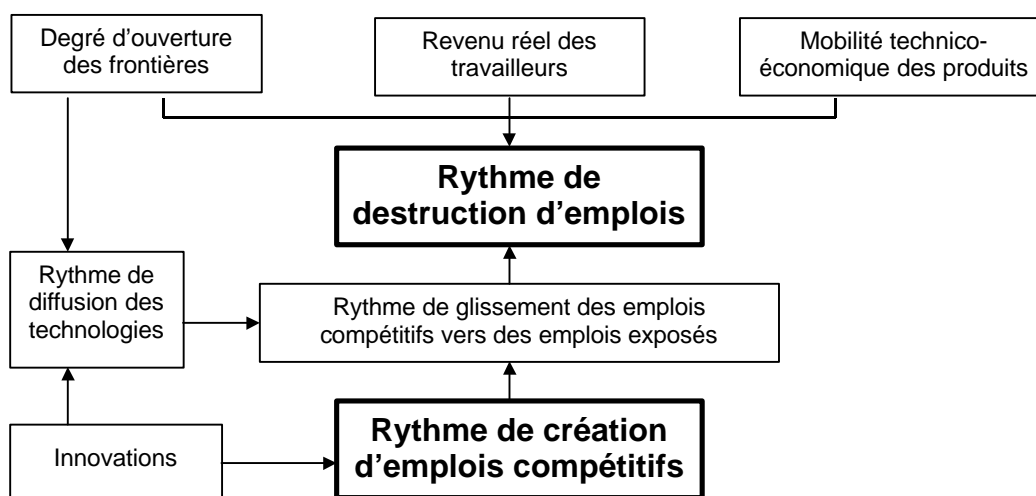 Degré d’ouverture
des frontières
Revenu réel des
travailleurs
Mobilité technico-
économique des produits
Rythme de
destruction d’emplois
Rythme de
diffusion des
technologies
Rythme de glissement des emplois
compétitifs vers des emplois exposés
Rythme de création
d’emplois compétitifs
Innovations